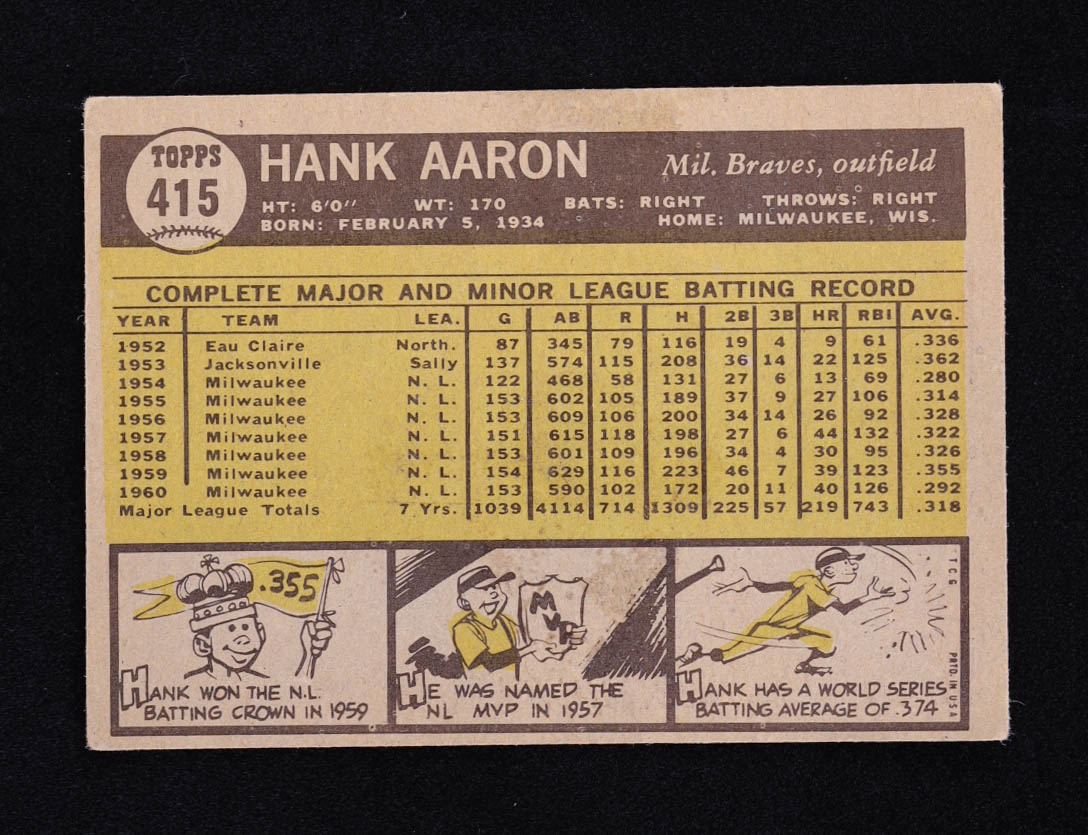 TOPPS
415
HANK AARON
Mil. Braves, outfield
HT: 6'0" WT: 170 BATS: RIGHT THROWS: RIGHT
BORN: FEBRUARY 5, 1934 HOME: MILWAUKEE, WIS.
COMPLETE MAJOR AND MINOR LEAGUE BATTING RECORD
YEAR TEAM LEA. G AB R H 2B 3B HR RBI AVG.
1952 Eau Claire North. 87 345 79 116 19 4 9 61 .336
1953 Jacksonville Sally 137 574 115 208 36 14 22 125 .362
1954 Milwaukee N. L. 122 468 58 131 27 6 13 69 .280
1955 Milwaukee N. L. 153 602 105 189 37 9 27 106 .314
1956 Milwaukee N. L. 153 609 106 200 34 14 26 92 .328
1957 Milwaukee N. L. 151 615 118 198 27 6 44 132 .322
1958 Milwaukee N. L. 153 601 109 196 34 4 30 95 .326
1959 Milwaukee N. L. 154 629 116 223 46 7 39 123 .355
1960 Milwaukee N. L. 153 590 102 172 20 11 40 126 .292
Major League Totals 7 Yrs. 1039 4114 714 1309 225 57 219 743 .318
.355
HANK WON THE N.L.
BATTING CROWN IN 1959
MVP
HE WAS NAMED THE
NL MVP IN 1957
HANK HAS A WORLD SERIES
BATTING AVERAGE OF .374
T.C.G. PRTD. IN U.S.A.